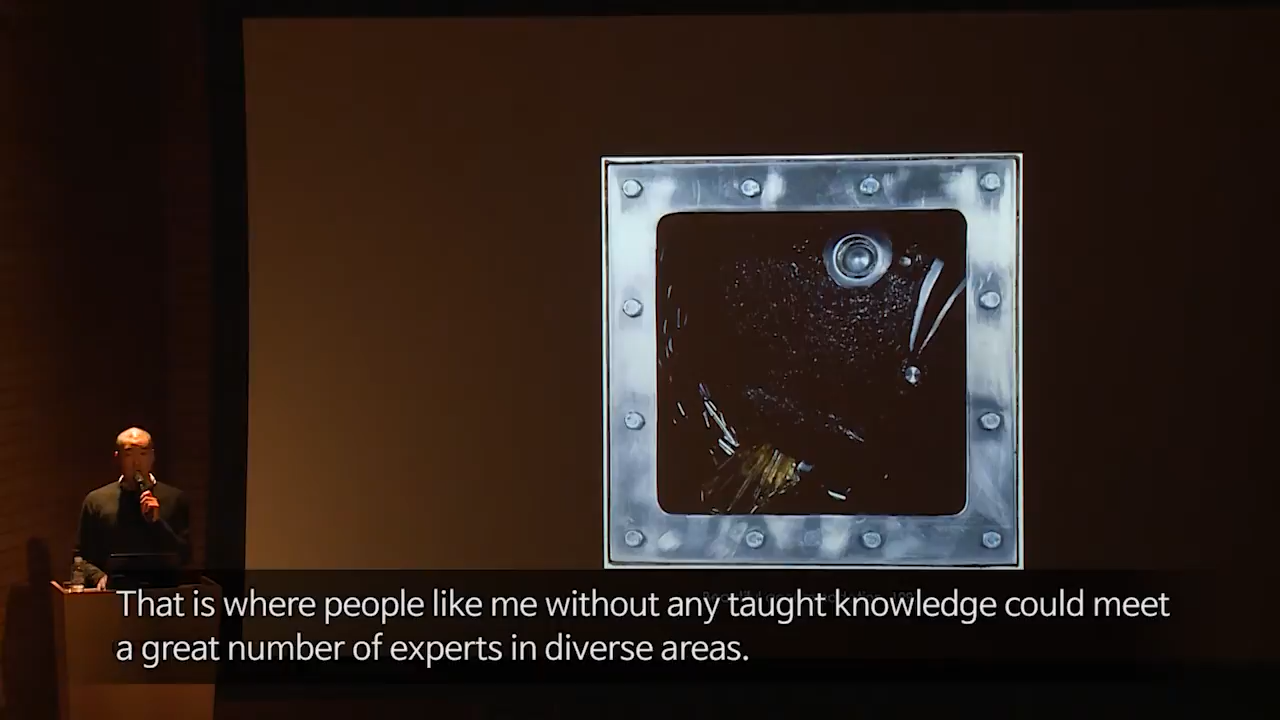 That is where people like me without any taught knowledge could meet
a great number of experts in diverse areas.